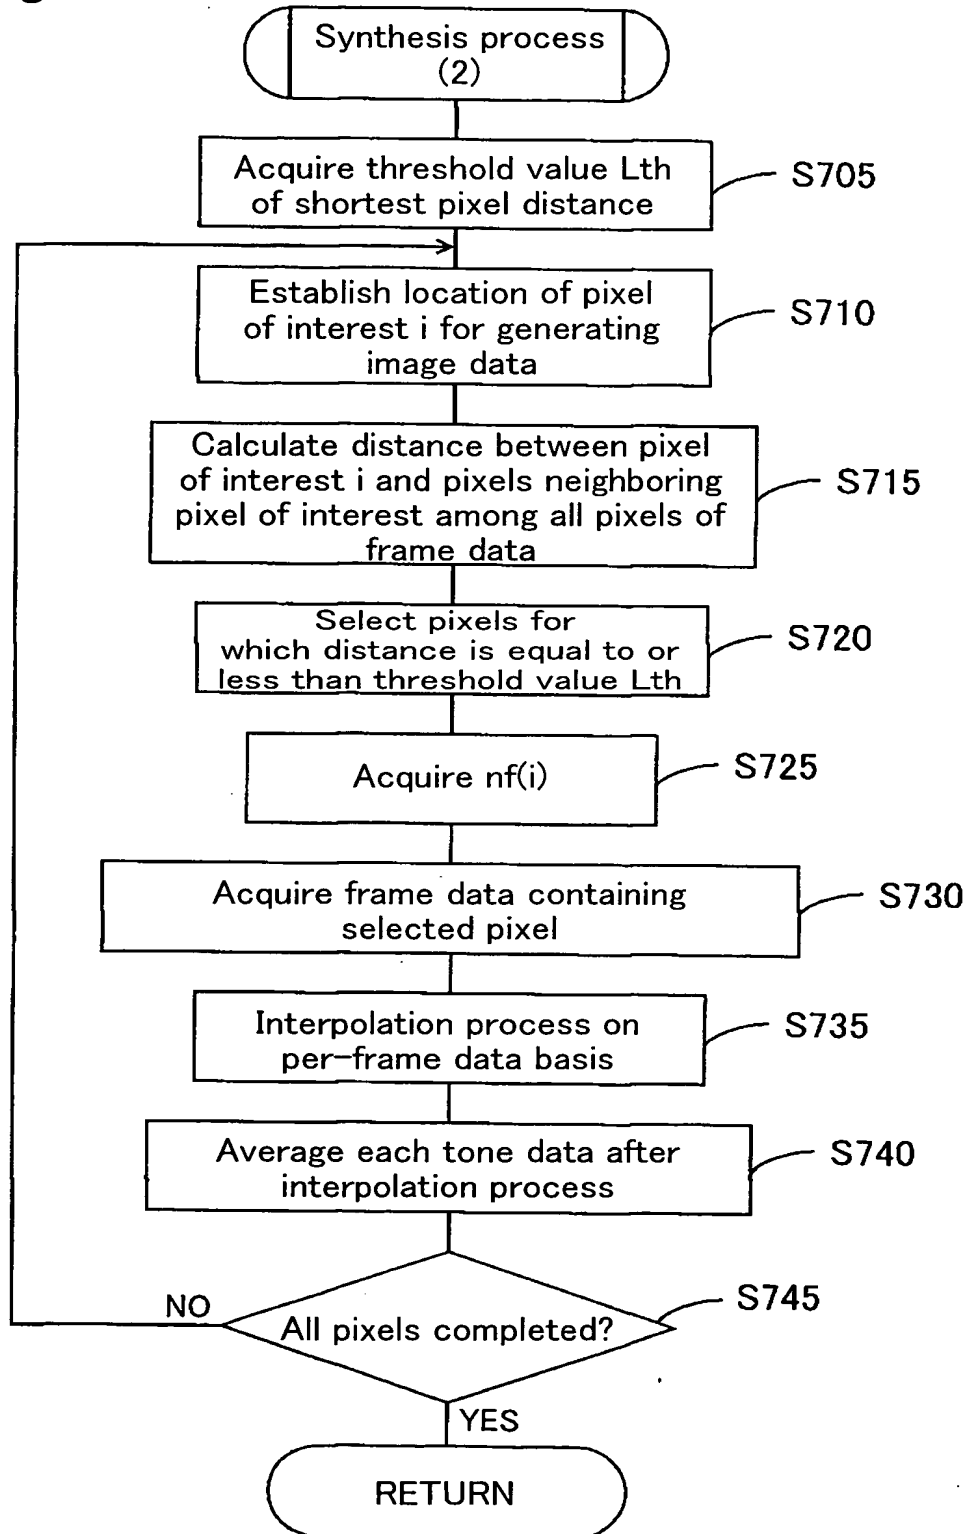 Synthesis process
(2)
Acquire threshold value Lth
of shortest pixel distance
S705
Establish location of pixel
of interest i for generating
image data
S710
Calculate distance between pixel
of interest i and pixels neighboring
pixel of interest among all pixels of
frame data
S715
Select pixels for
which distance is equal to or
less than threshold value Lth
S720
Acquire nf(i)
S725
Acquire frame data containing
selected pixel
S730
Interpolation process on
per-frame data basis
S735
Average each tone data after
interpolation process
S740
All pixels completed?
S745
NO
YES
RETURN